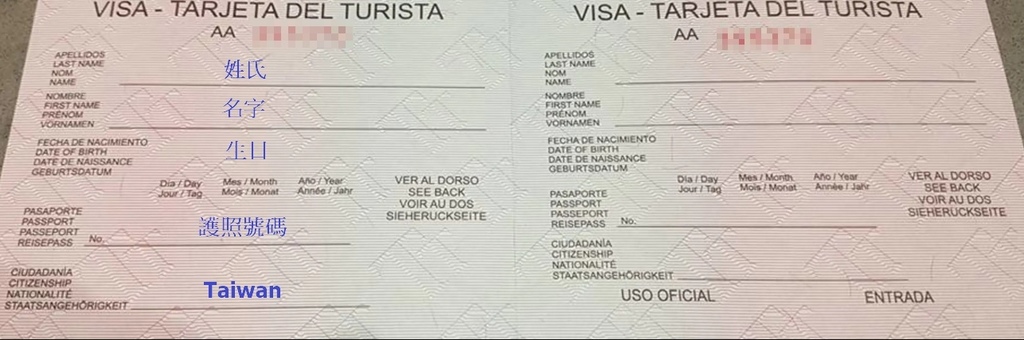 VISA - TARJETA DEL TURISTA
AA
APELLIDOS
LAST NAME
NOM
NAME
姓氏
NOMBRE
FIRST NAME
PRÉNOM
VORNAMEN
名字
FECHA DE NACIMIENTO
DATE OF BIRTH
DATE DE NAISSANCE
GEBURTSDATUM
生日
Dia / Day
Jour / Tag
Mes / Month
Mois / Monat
Año / Year
Année / Jahr
VER AL DORSO
SEE BACK
VOIR AU DOS
SIEHERUCKSEITE
PASAPORTE
PASSPORT
PASSEPORT
REISEPASS
No.
護照號碼
CIUDADANÍA
CITIZENSHIP
NATIONALITÉ
STAATSANGEHÖRIGKEIT
Taiwan
VISA - TARJETA DEL TURISTA
AA
APELLIDOS
LAST NAME
NOM
NAME
NOMBRE
FIRST NAME
PRÉNOM
VORNAMEN
FECHA DE NACIMIENTO
DATE OF BIRTH
DATE DE NAISSANCE
GEBURTSDATUM
Dia / Day
Jour / Tag
Mes / Month
Mois / Monat
Año / Year
Année / Jahr
VER AL DORSO
SEE BACK
VOIR AU DOS
SIEHERUCKSEITE
PASAPORTE
PASSPORT
PASSEPORT
REISEPASS
No.
CIUDADANÍA
CITIZENSHIP
NATIONALITÉ
STAATSANGEHÖRIGKEIT
USO OFICIAL
ENTRADA